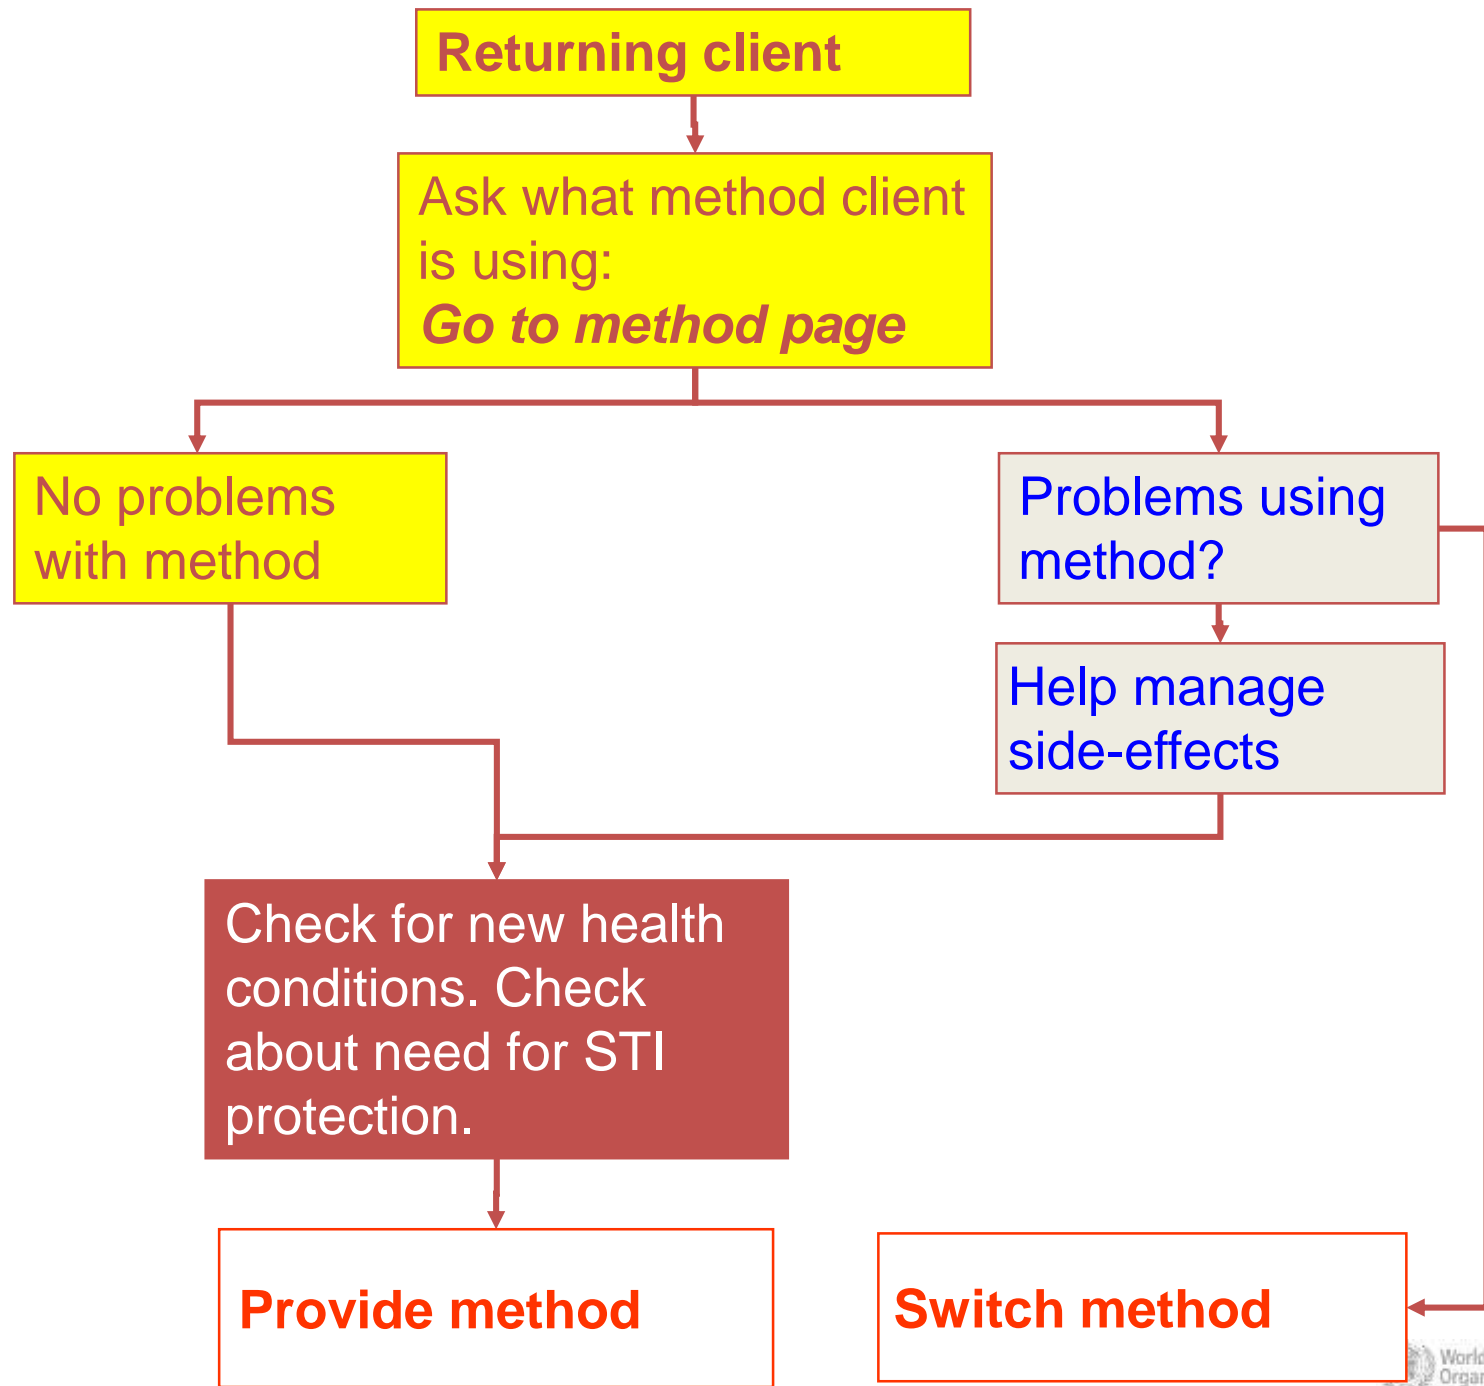 Returning client
Ask what method client
is using:
Go to method page
No problems
with method
Problems using
method?
Help manage
side-effects
Check for new health
conditions. Check
about need for STI
protection.
Provide method
Switch method
World
Organ